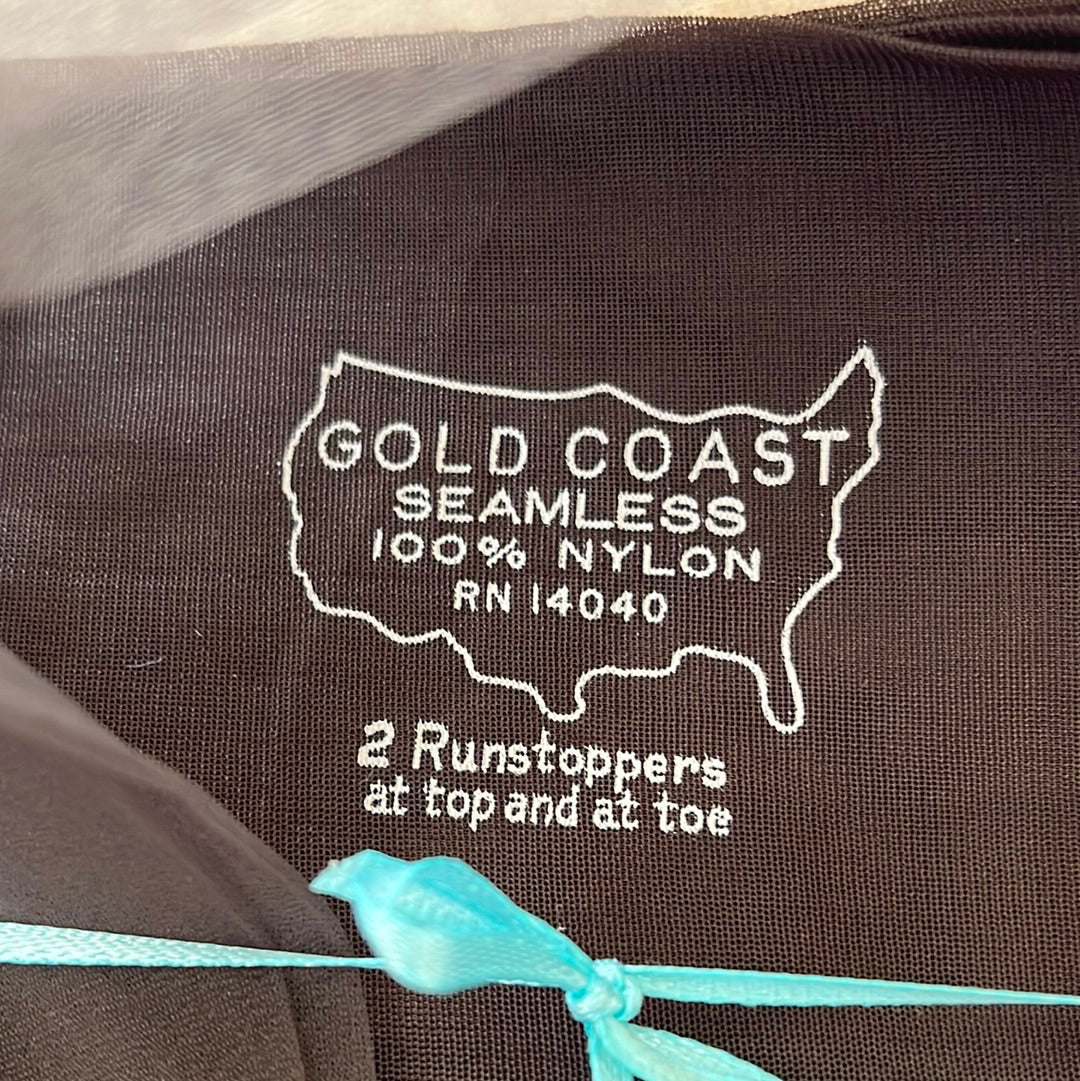 GOLD COAST
SEAMLESS
100% NYLON
RN 14040
2 Runstoppers
at top and at toe